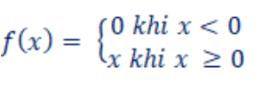 f(x) = {0 khi x < 0
x khi x ≥ 0